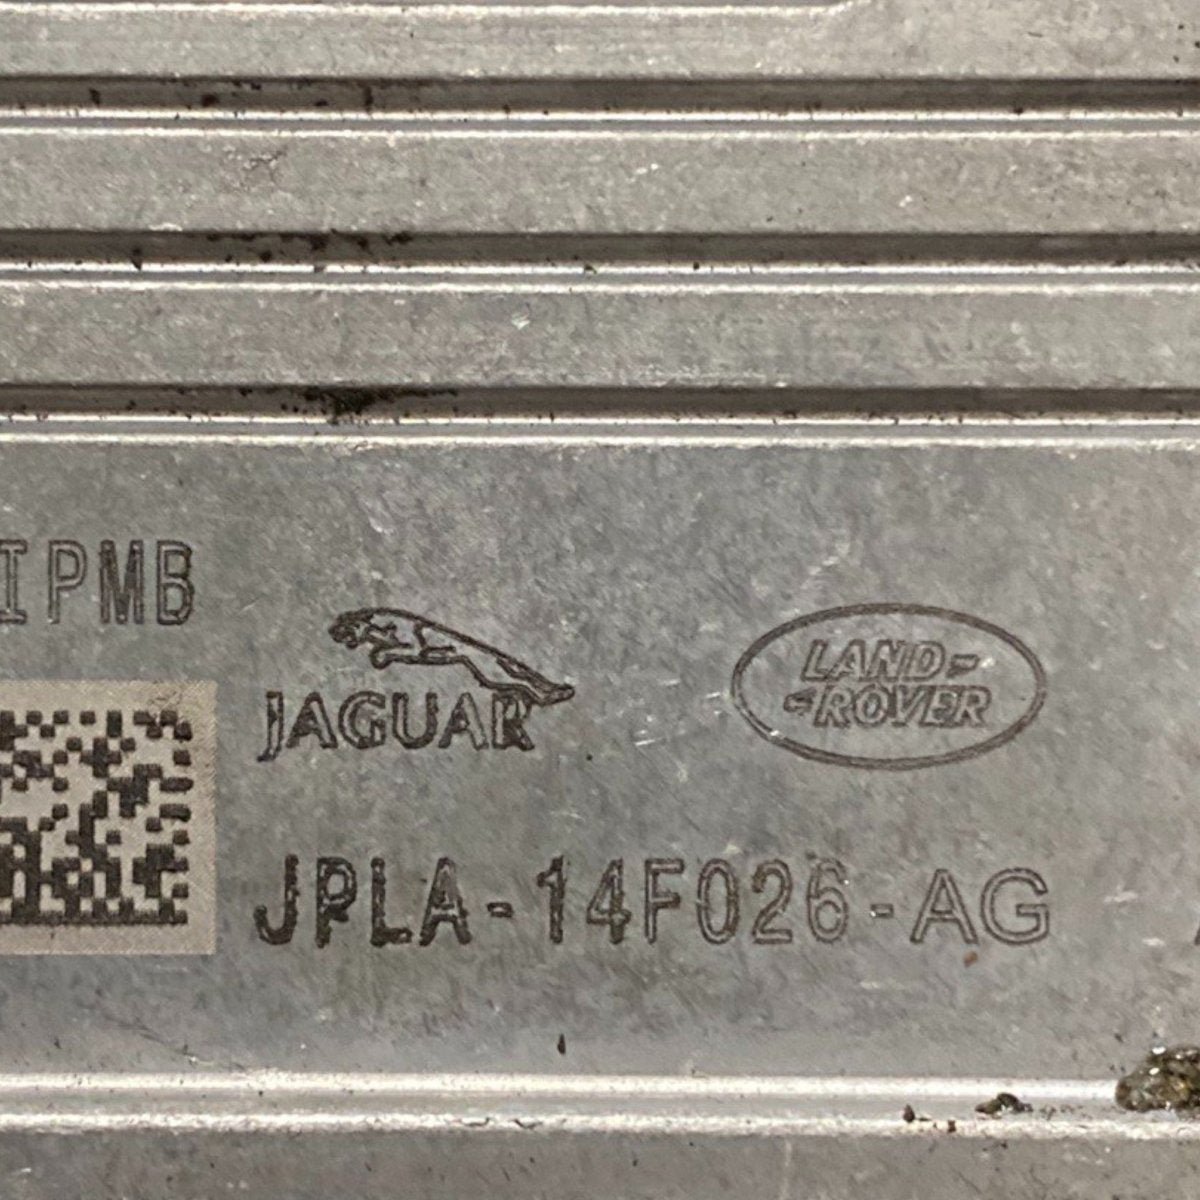 IPMB
JAGUAR
LAND-
-ROVER
JPLA-14F026-AG